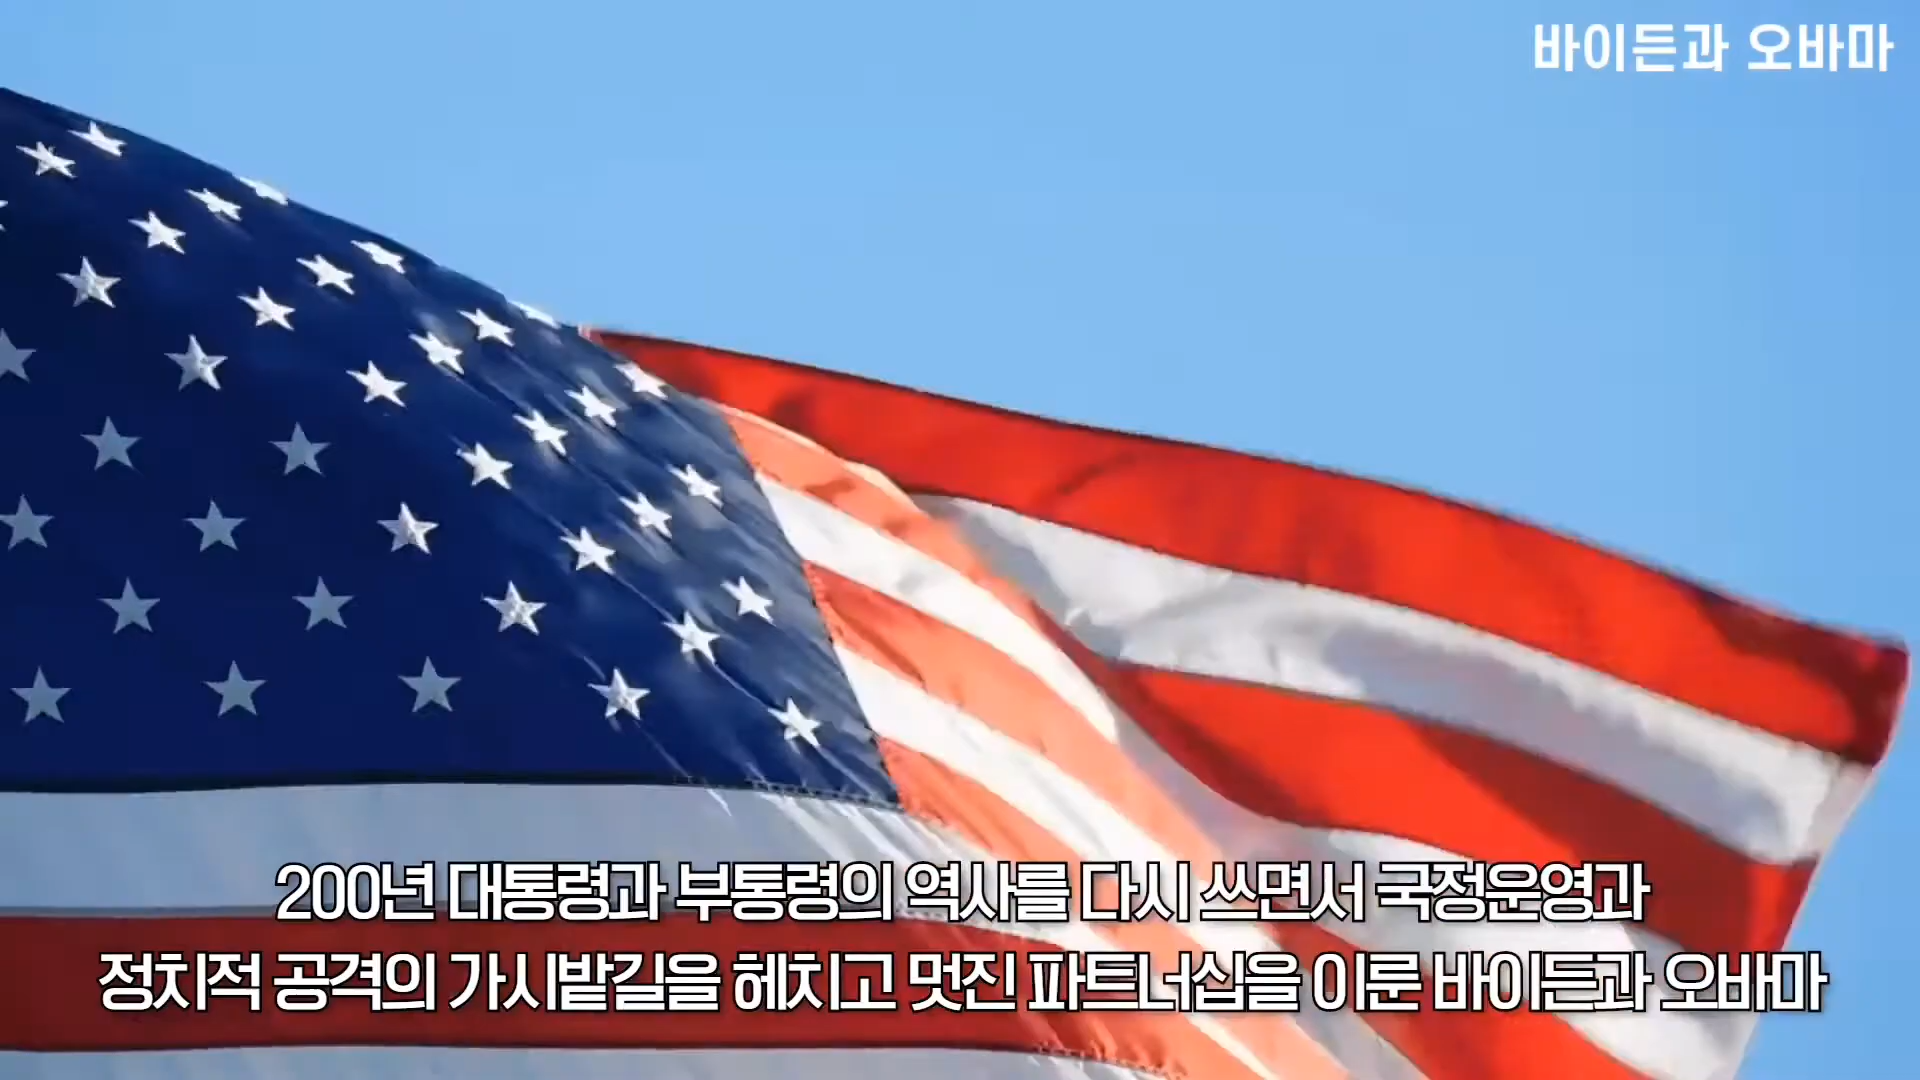 바이든과 오바마
200년 대통령과 부통령의 역사를 다시 쓰면서 국정운영과
정치적 공격의 가시밭길을 헤치고 멋진 파트너십을 이룬 바이든과 오바마